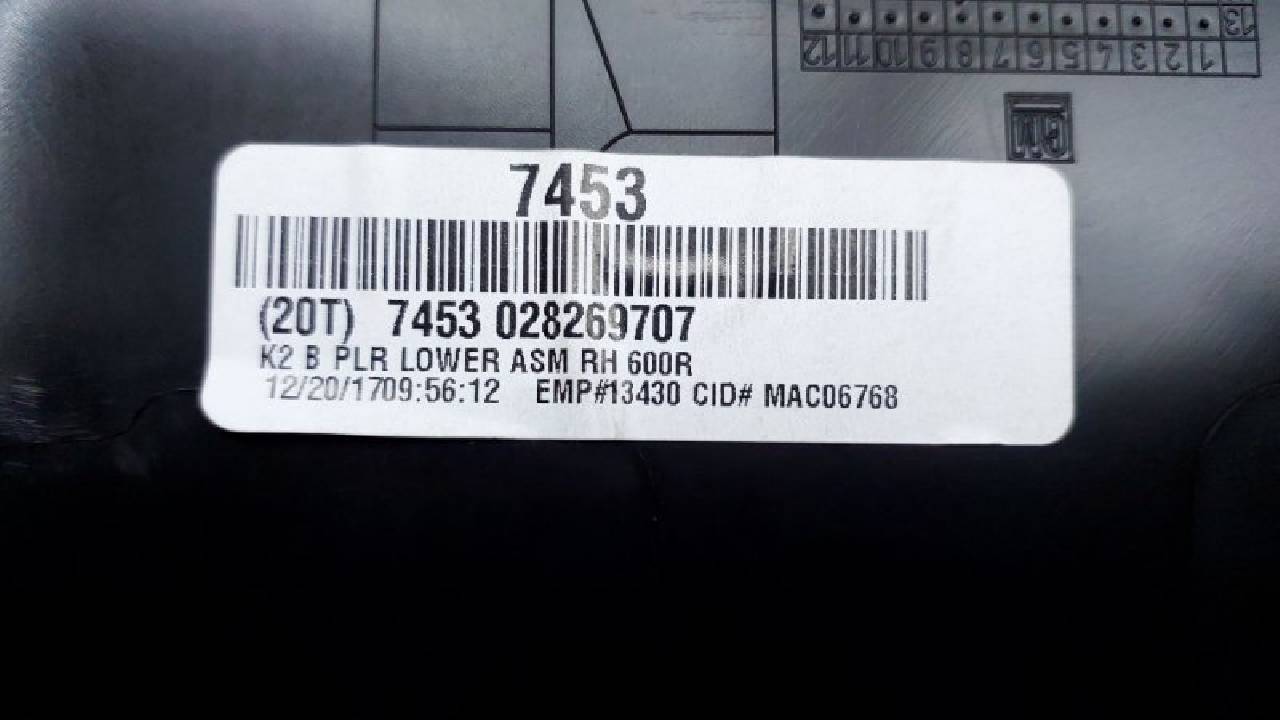 13
12 11 10 9 8 7 6 5 4 3 2 1
GM
7453
(20T) 7453 028269707
K2 B PLR LOWER ASM RH 600R
12/20/1709:56:12 EMP#13430 CID# MAC06768